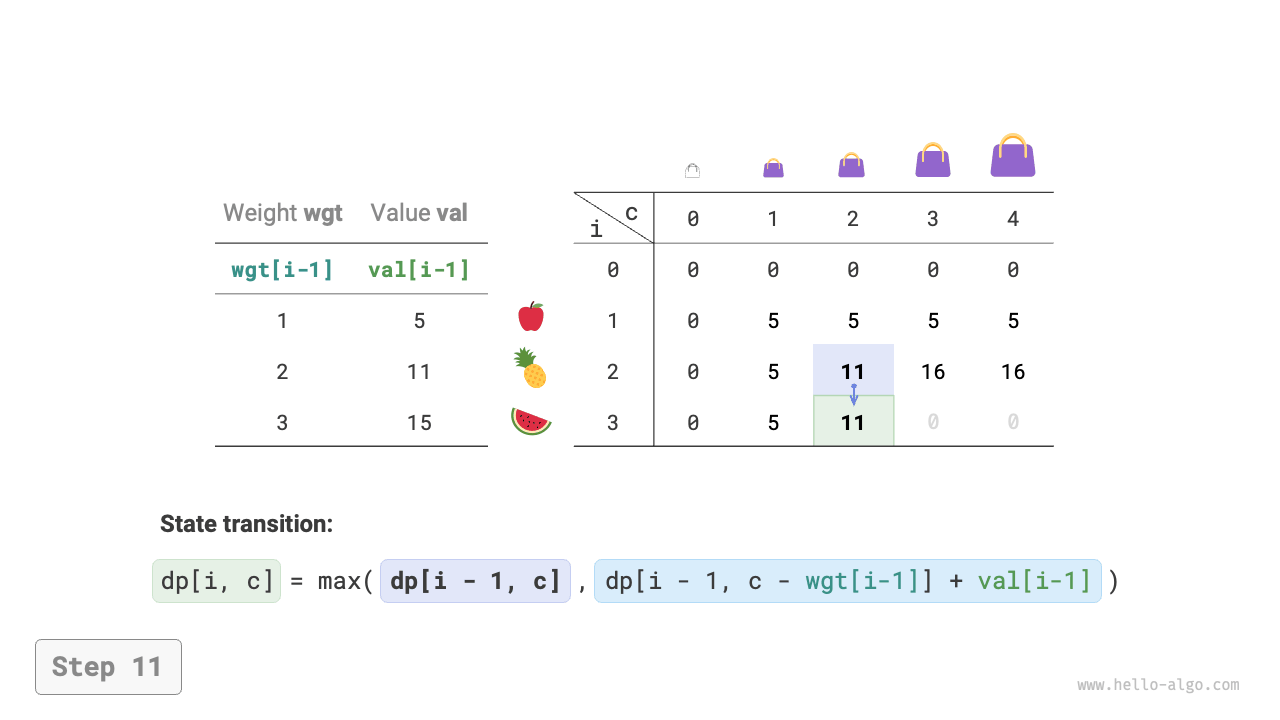 Weight wgt Value val
wgt[i-1] val[i-1]
1 5
2 11
3 15
i c 0 1 2 3 4
0 0 0 0 0 0
1 0 5 5 5 5
2 0 5 11 16 16
3 0 5 11 0 0
State transition:
dp[i, c] = max( dp[i - 1, c] , dp[i - 1, c - wgt[i-1]] + val[i-1] )
Step 11
www.hello-algo.com